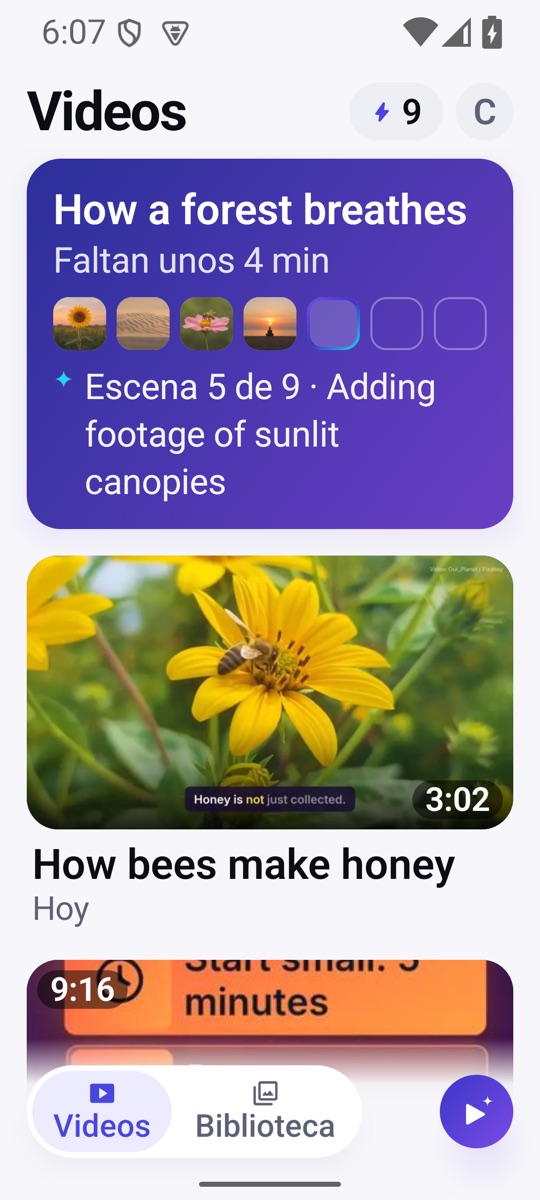 6:07
Videos
9
C
How a forest breathes
Faltan unos 4 min
Escena 5 de 9 · Adding
footage of sunlit
canopies
Honey is not just collected.
3:02
How bees make honey
Hoy
9:16
minutes
Videos
Biblioteca